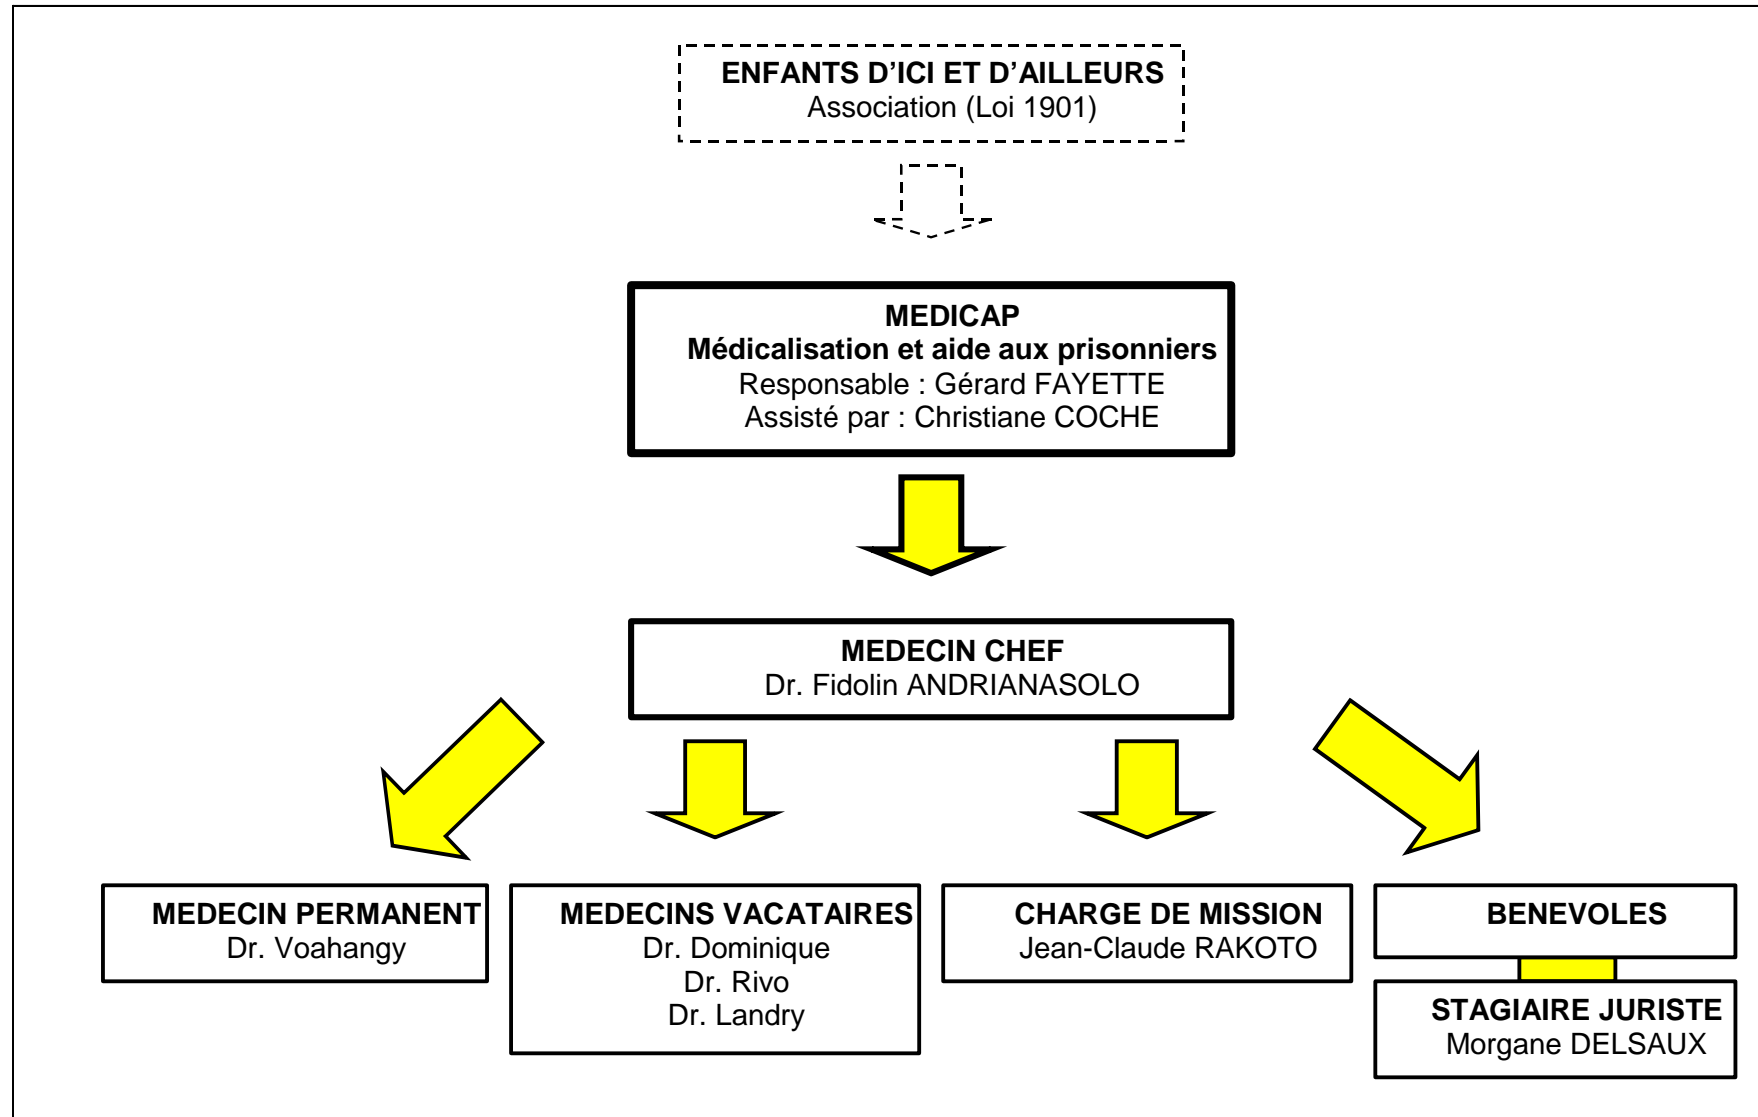 ENFANTS D’ICI ET D’AILLEURS
Association (Loi 1901)
MEDICAP
Médicalisation et aide aux prisonniers
Responsable : Gérard FAYETTE
Assisté par : Christiane COCHE
MEDECIN CHEF
Dr. Fidolin ANDRIANASOLO
MEDECIN PERMANENT
Dr. Voahangy
MEDECINS VACATAIRES
Dr. Dominique
Dr. Rivo
Dr. Landry
CHARGE DE MISSION
Jean-Claude RAKOTO
BENEVOLES
STAGIAIRE JURISTE
Morgane DELSAUX